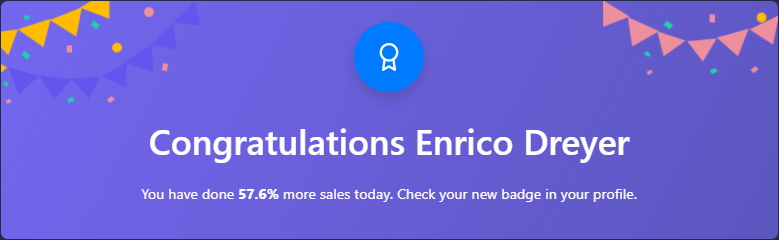 Congratulations Enrico Dreyer
You have done 57.6% more sales today. Check your new badge in your profile.